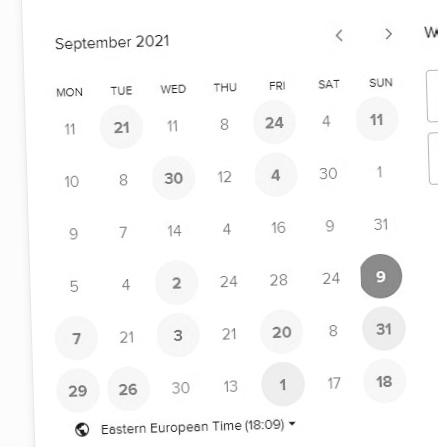 September 2021 < >
MON TUE WED THU FRI SAT SUN
11 21 11 8 24 4 11
10 8 30 12 4 30 1
9 7 14 4 16 9 31
5 4 2 24 28 24 9
7 21 3 21 20 8 31
29 26 30 13 1 17 18
Eastern European Time (18:09)